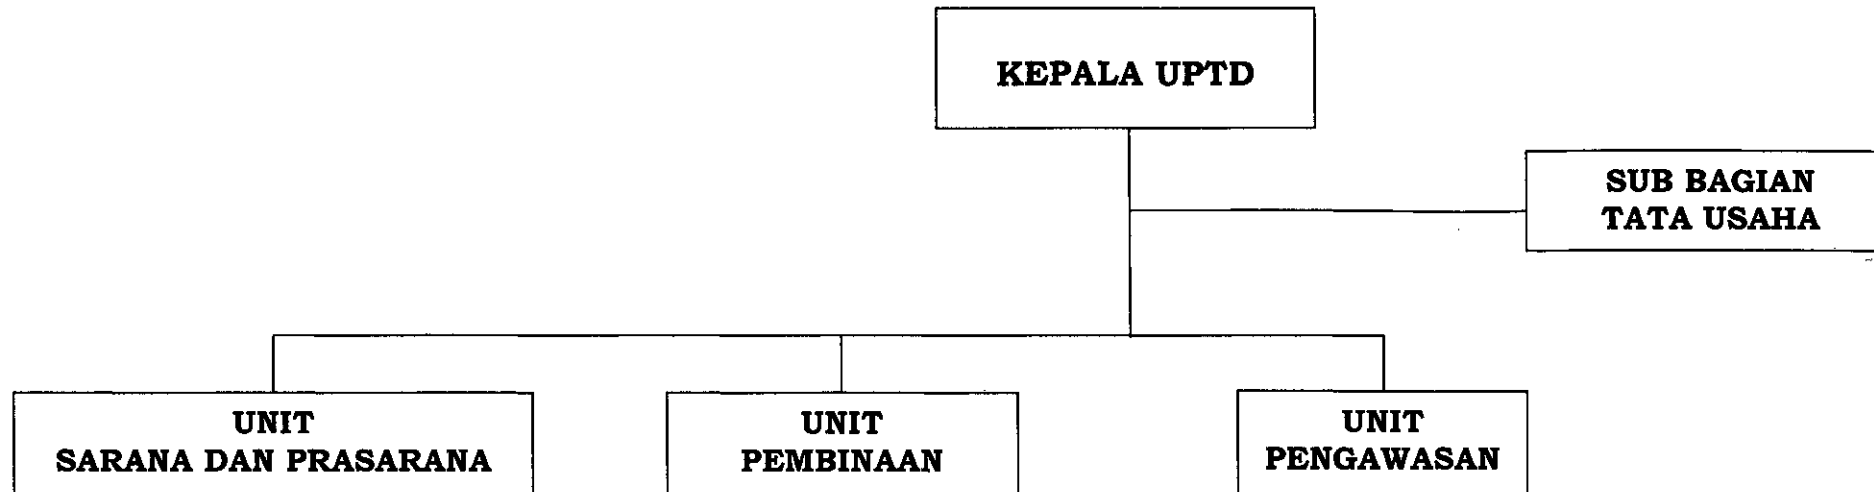 KEPALA UPTD
SUB BAGIAN
TATA USAHA
UNIT
SARANA DAN PRASARANA
UNIT
PEMBINAAN
UNIT
PENGAWASAN